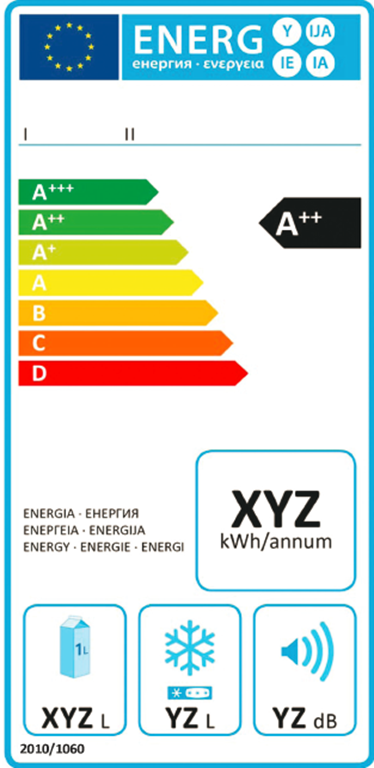 ENERG Y IJA
енергия · ενεργεια IE IA
I II
A+++
A++
A++
A+
A
B
C
D
XYZ
kWh/annum
ENERGIA · ЕНЕРГИЯ
ΕΝΕΡΓΕΙΑ · ENERGIJA
ENERGY · ENERGIE · ENERGI
1L
XYZ L
YZ L
YZ dB
2010/1060